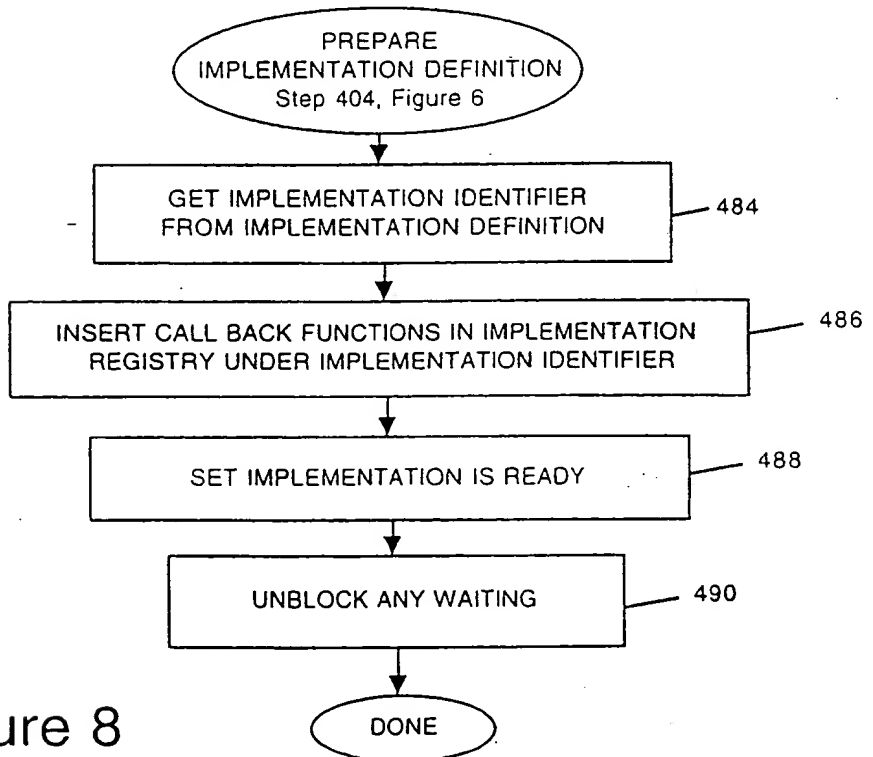 PREPARE
IMPLEMENTATION DEFINITION
Step 404, Figure 6
GET IMPLEMENTATION IDENTIFIER
FROM IMPLEMENTATION DEFINITION
484
INSERT CALL BACK FUNCTIONS IN IMPLEMENTATION
REGISTRY UNDER IMPLEMENTATION IDENTIFIER
486
SET IMPLEMENTATION IS READY
488
UNBLOCK ANY WAITING
490
DONE
ure 8